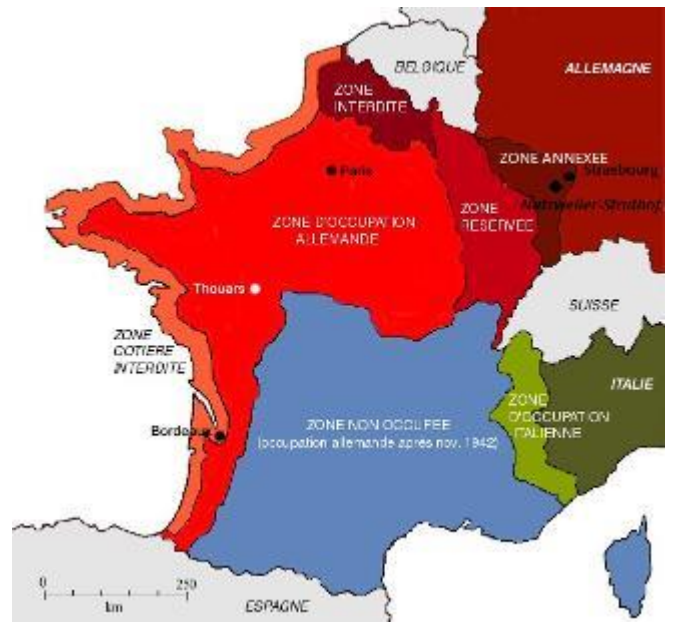 BELGIQUE
ALLEMAGNE
ZONE
INTERDITE
ZONE ANNEXEE
Strasbourg
Natzweiler-Struthof
Paris
ZONE
RESERVEE
ZONE D'OCCUPATION
ALLEMANDE
Thouars
SUISSE
ZONE
COTIERE
INTERDITE
ITALIE
ZONE
D'OCCUPATION
ITALIENNE
Bordeaux
ZONE NON OCCUPEE
(occupation allemande apres nov. 1942)
0
250
km
ESPAGNE